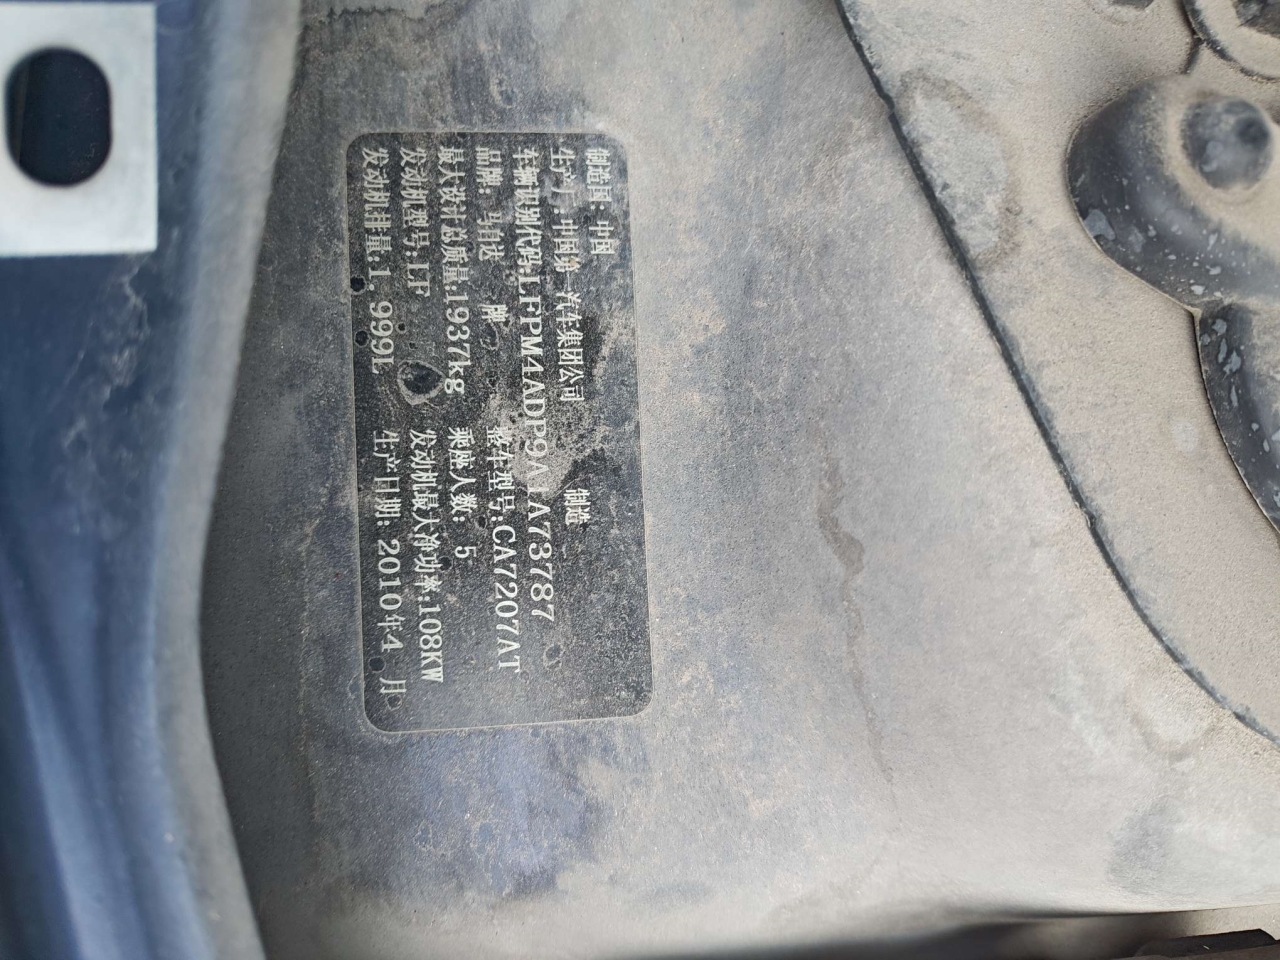 制造国:中国
生产厂:中国第一汽车集团公司 制造
车辆识别代码:LFPM4ADP9A1A73787
品牌: 马自达 牌 整车型号:CA7207AT
最大设计总质量:1937kg 乘座人数: 5
发动机型号:LF 发动机最大净功率:108KW
发动机排量:1.999L 生产日期: 2010年4 月